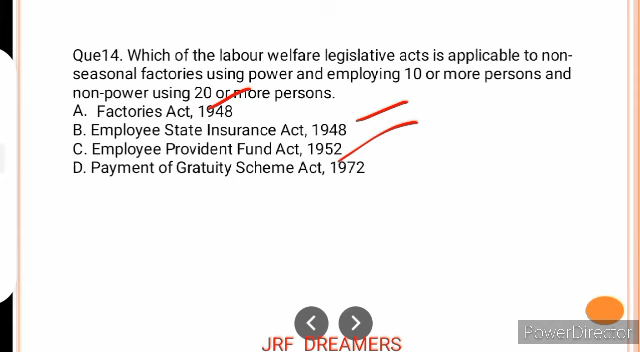 Que14. Which of the labour welfare legislative acts is applicable to non-
seasonal factories using power and employing 10 or more persons and
non-power using 20 or more persons.
A. Factories Act, 1948
B. Employee State Insurance Act, 1948
C. Employee Provident Fund Act, 1952
D. Payment of Gratuity Scheme Act, 1972
PowerDirector
JRF DREAMERS